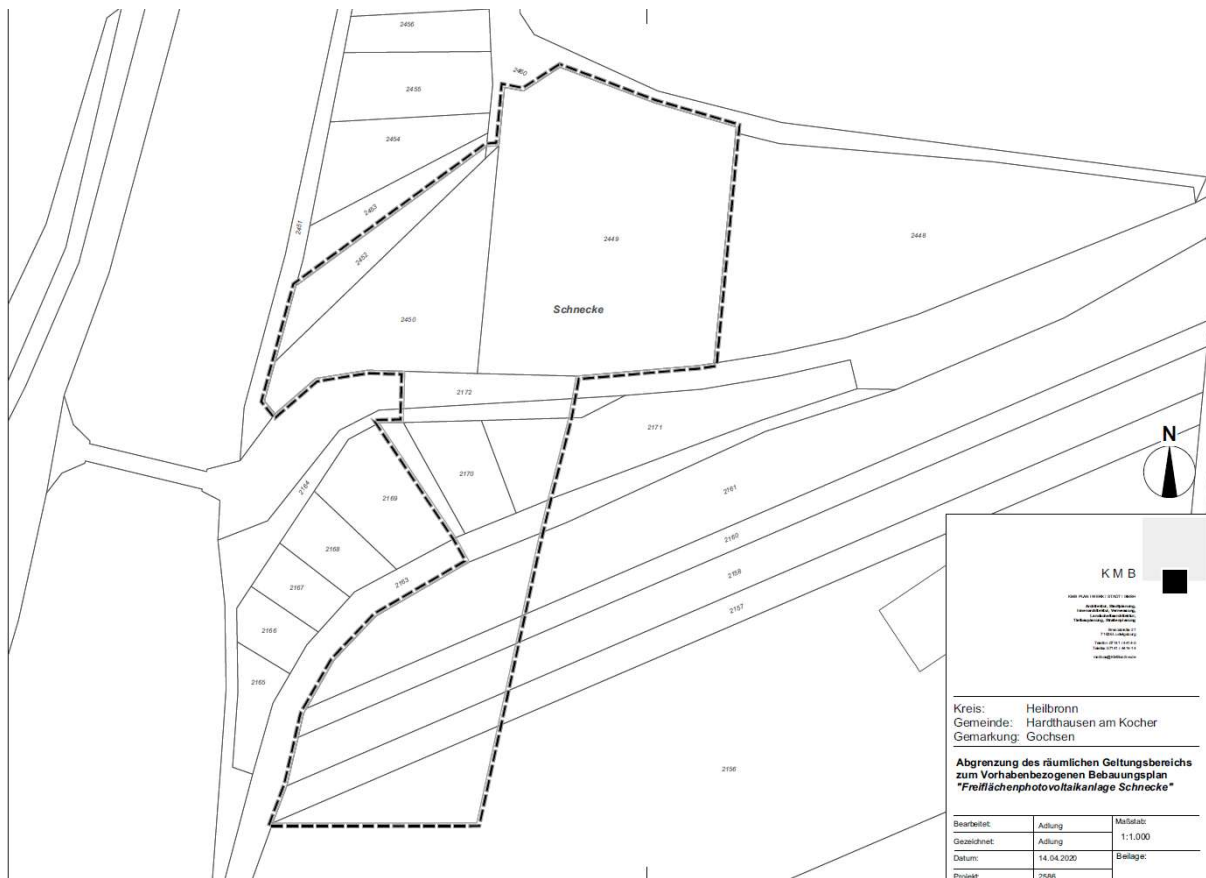 2456
2455
2460
2454
2453
2451
2452
2449
2448
2450
Schnecke
2172
2171
2170
2164
2169
2161
2168
2160
2163
2159
2167
2157
2166
2165
2156
N
KMB
Kreis: Heilbronn
Gemeinde: Hardthausen am Kocher
Gemarkung: Gochsen
Abgrenzung des räumlichen Geltungsbereichs
zum Vorhabenbezogenen Bebauungsplan
"Freiflächenphotovoltaikanlage Schnecke"
Bearbeitet: Adlung Maßstab:
Gezeichnet: Adlung 1:1.000
Datum: 14.04.2020 Beilage:
Projekt: 2586